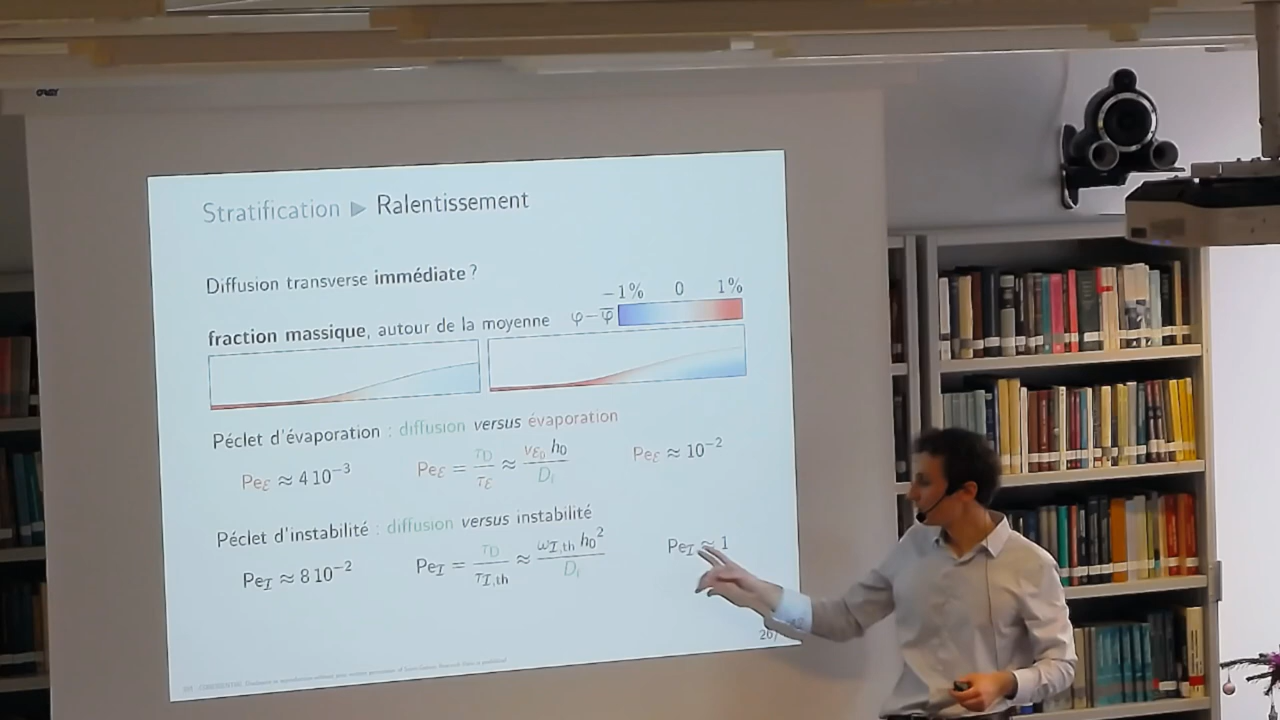 Stratification ▶ Ralentissement
Diffusion transverse immédiate ?
−1% 0 1%
fraction massique, autour de la moyenne φ−φ̅
Péclet d'évaporation : diffusion versus évaporation
Pe_ℰ ≈ 4 10⁻³ Pe_ℰ = τ_D/τ_ℰ ≈ v_ℰ₀ h₀/D_i Pe_ℰ ≈ 10⁻²
Péclet d'instabilité : diffusion versus instabilité
Pe_ℐ ≈ 8 10⁻² Pe_ℐ = τ_D/τ_ℐ,th ≈ ω_ℐ,th h₀²/D_i Pe_ℐ ≈ 1
20/